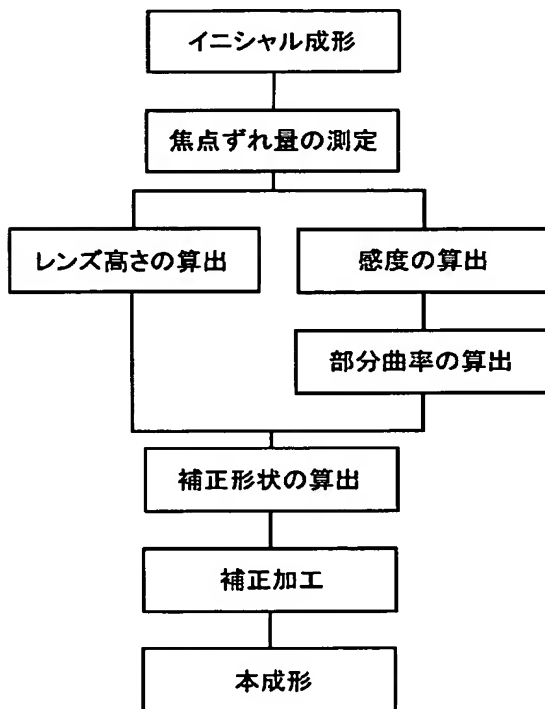 イニシャル成形
焦点ずれ量の測定
レンズ高さの算出
感度の算出
部分曲率の算出
補正形状の算出
補正加工
本成形